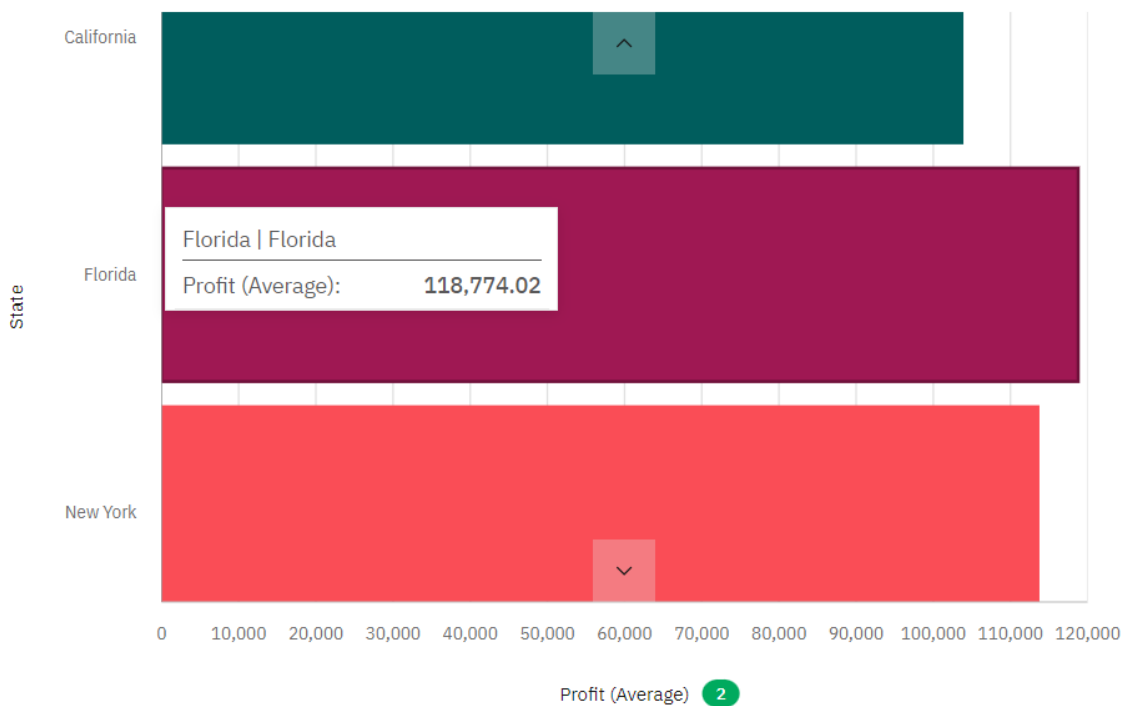 California
Florida | Florida
Profit (Average): 118,774.02
Florida
State
New York
0 10,000 20,000 30,000 40,000 50,000 60,000 70,000 80,000 90,000 100,000 110,000 120,000
Profit (Average) 2